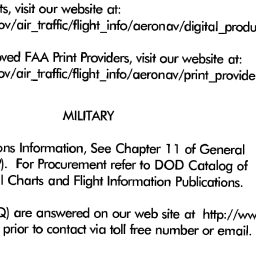 ts, visit our website at:
ov/air_traffic/flight_info/aeronav/digital_produ
oved FAA Print Providers, visit our website at:
ov/air_traffic/flight_info/aeronav/print_provide
MILITARY
ons Information, See Chapter 11 of General
). For Procurement refer to DOD Catalog of
l Charts and Flight Information Publications.
Q) are answered on our web site at http://ww
prior to contact via toll free number or email.